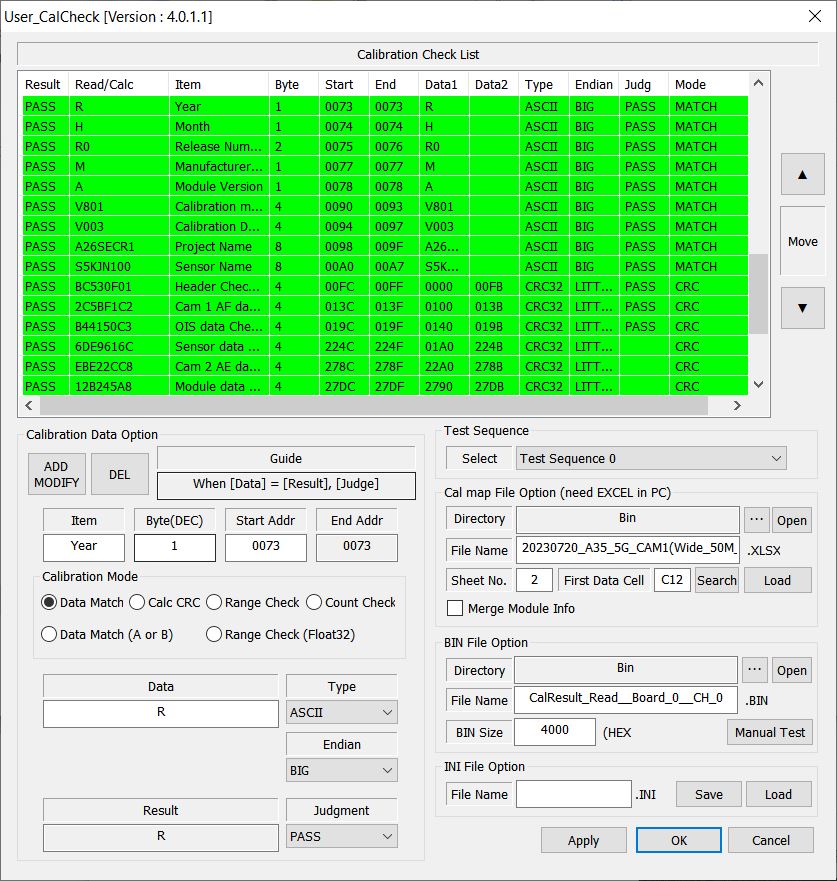 User_CalCheck [Version : 4.0.1.1]
Calibration Check List
Result Read/Calc Item Byte Start End Data1 Data2 Type Endian Judg Mode
PASS R Year 1 0073 0073 R ASCII BIG PASS MATCH
PASS H Month 1 0074 0074 H ASCII BIG PASS MATCH
PASS R0 Release Num... 2 0075 0076 R0 ASCII BIG PASS MATCH
PASS M Manufacturer... 1 0077 0077 M ASCII BIG PASS MATCH
PASS A Module Version 1 0078 0078 A ASCII BIG PASS MATCH
PASS V801 Calibration m... 4 0090 0093 V801 ASCII BIG PASS MATCH
PASS V003 Calibration D... 4 0094 0097 V003 ASCII BIG PASS MATCH
PASS A26SECR1 Project Name 8 0098 009F A26... ASCII BIG PASS MATCH
PASS S5KJN100 Sensor Name 8 00A0 00A7 S5K... ASCII BIG PASS MATCH
PASS BC530F01 Header Chec... 4 00FC 00FF 0000 00FB CRC32 LITT... PASS CRC
PASS 2C5BF1C2 Cam 1 AF da... 4 013C 013F 0100 013B CRC32 LITT... PASS CRC
PASS B44150C3 OIS data Che... 4 019C 019F 0140 019B CRC32 LITT... PASS CRC
PASS 6DE9616C Sensor data ... 4 224C 224F 01A0 224B CRC32 LITT... CRC
PASS EBE22CC8 Cam 2 AE da... 4 278C 278F 22A0 278B CRC32 LITT... CRC
PASS 12B245A8 Module data ... 4 27DC 27DF 2790 27DB CRC32 LITT... CRC
▲
Move
▼
Calibration Data Option
ADD
MODIFY
DEL
Guide
When [Data] = [Result], [Judge]
Item Byte(DEC) Start Addr End Addr
Year 1 0073 0073
Calibration Mode
Data Match Calc CRC Range Check Count Check
Data Match (A or B) Range Check (Float32)
Data Type
R ASCII
Endian
BIG
Result Judgment
R PASS
Test Sequence
Select Test Sequence 0
Cal map File Option (need EXCEL in PC)
Directory Bin ... Open
File Name 20230720_A35_5G_CAM1(Wide_50M_ .XLSX
Sheet No. 2 First Data Cell C12 Search Load
Merge Module Info
BIN File Option
Directory Bin ... Open
File Name CalResult_Read__Board_0__CH_0 .BIN
BIN Size 4000 (HEX Manual Test
INI File Option
File Name .INI Save Load
Apply OK Cancel